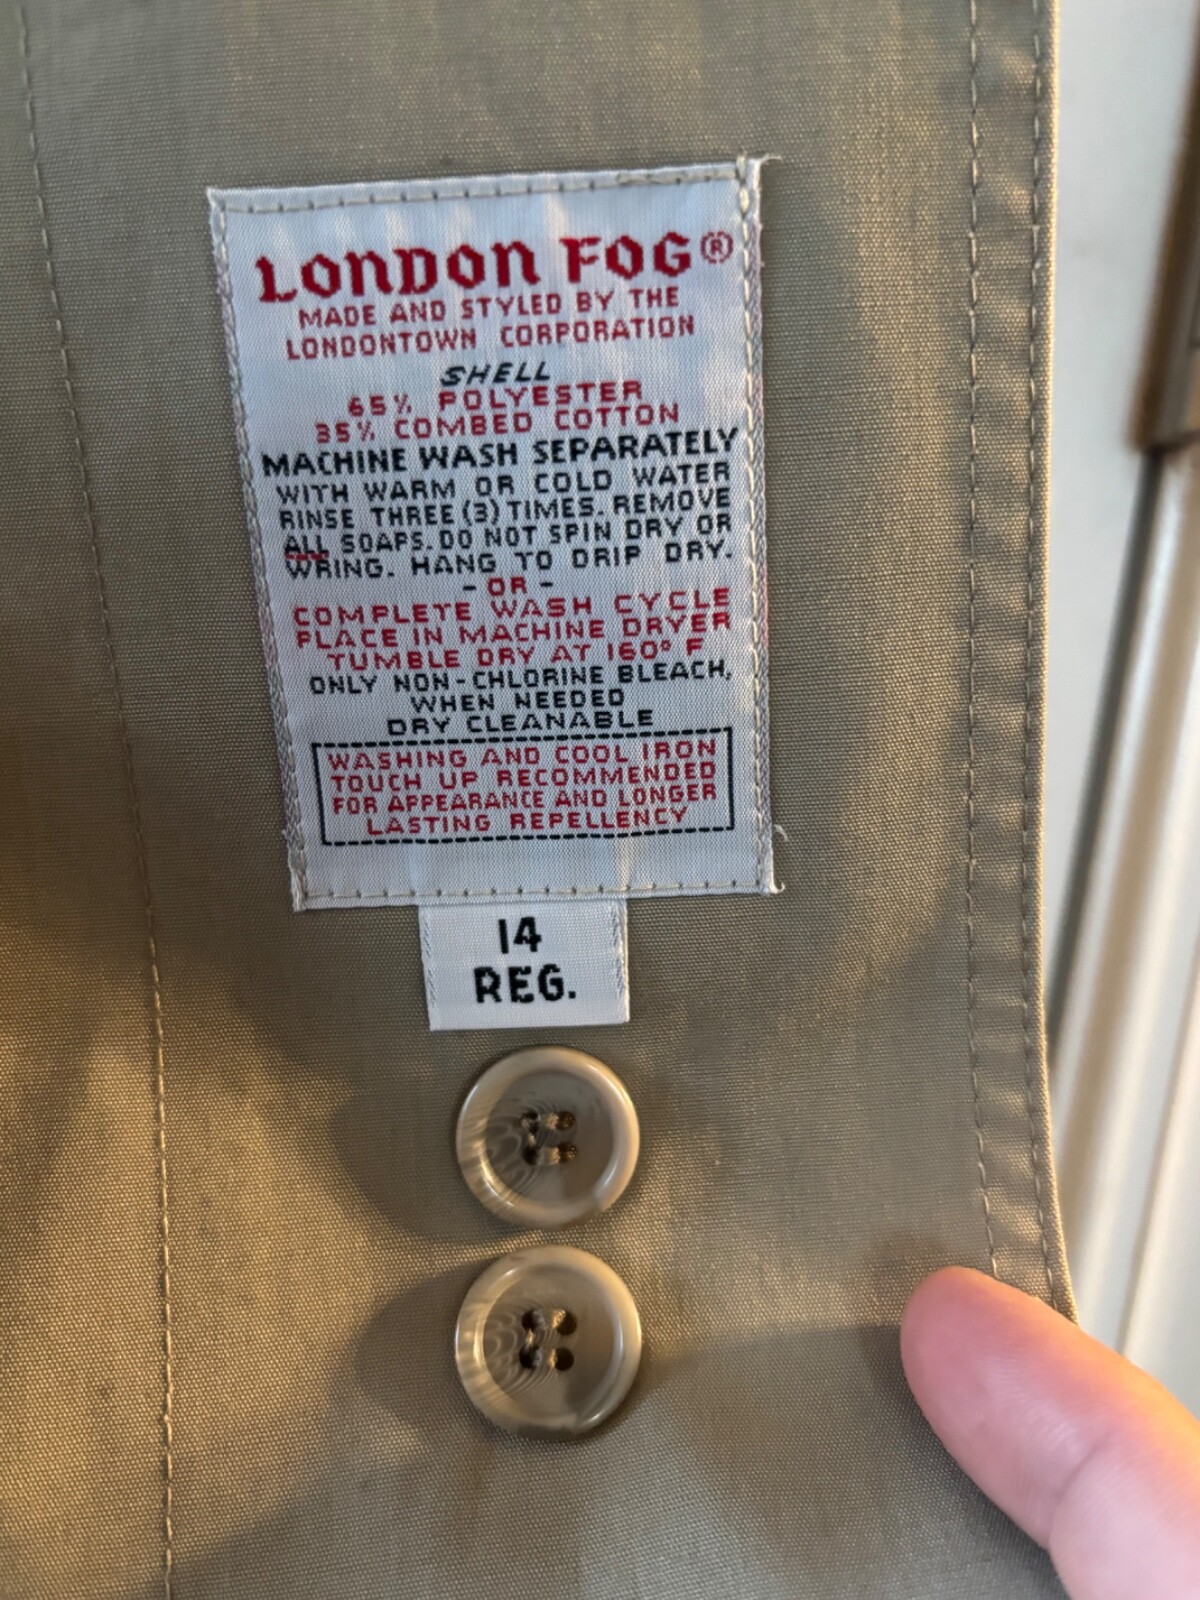 LONDON FOG®
MADE AND STYLED BY THE
LONDONTOWN CORPORATION
SHELL
65% POLYESTER
35% COMBED COTTON
MACHINE WASH SEPARATELY
WITH WARM OR COLD WATER
RINSE THREE (3) TIMES. REMOVE
ALL SOAPS. DO NOT SPIN DRY OR
WRING. HANG TO DRIP DRY.
- OR -
COMPLETE WASH CYCLE
PLACE IN MACHINE DRYER
TUMBLE DRY AT 160° F
ONLY NON-CHLORINE BLEACH,
WHEN NEEDED
DRY CLEANABLE
WASHING AND COOL IRON
TOUCH UP RECOMMENDED
FOR APPEARANCE AND LONGER
LASTING REPELLENCY
14
REG.